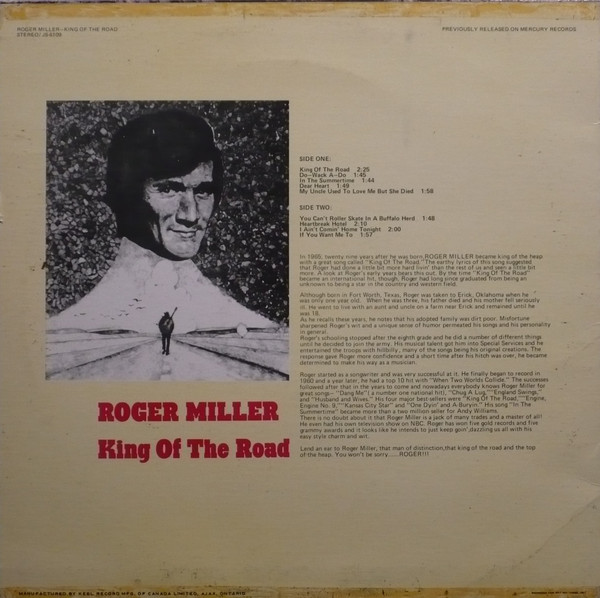 ROGER MILLER--KING OF THE ROAD
STEREO/JS-6109
PREVIOUSLY RELEASED ON MERCURY RECORDS
SIDE ONE:
King Of The Road 2:25
Do-Wack A-Do 1:45
In The Summertime 1:44
Dear Heart 1:49
My Uncle Used To Love Me But She Died 1:58
SIDE TWO:
You Can't Roller Skate In A Buffalo Herd 1:48
Heartbreak Hotel 2:10
I Ain't Comin' Home Tonight 2:00
If You Want Me To 1:57
In 1965, twenty nine years after he was born, ROGER MILLER became king of the heap
with a great song called "King Of The Road." The earthy lyrics of this song suggested
that Roger had done a little bit more hard livin' than the rest of us and seen a little bit
more. A look at Roger's early years bears this out. By the time "King Of The Road"
became an international hit, though, Roger had long since graduated from being an
unknown to being a star in the country and western field.
Although born in Fort Worth, Texas, Roger was taken to Erick, Oklahoma when he
was only one year old. When he was three, his father died and his mother fell seriously
ill. He went to live with an aunt and uncle on a farm near Erick and remained until he
was 18.
As he recalls these years, he notes that his adopted family was dirt poor. Misfortune
sharpened Roger's wit and a unique sense of humor permeated his songs and his personality
in general.
Roger's schooling stopped after the eighth grade and he did a number of different things
until he decided to join the army. His musical talent got him into Special Services and he
entertained the troops with hillbilly, many of the songs being his original creations. The
response gave Roger more confidence and a short time after his hitch was over, he became
determined to make his way as a musician.
Roger started as a songwriter and was very successful at it. He finally began to record in
1960 and a year later, he had a top 10 hit with "When Two Worlds Collide." The successes
followed after that in the years to come and nowadays everybody knows Roger Miller for
great songs-- "Dang Me" ( a number one national hit), "Chug A Lug," "England Swings,"
and "Husband and Wives." His four major best sellers were "King Of The Road," "Engine,
Engine No. 9," "Kansas City Star" and "One Dyin' and A-Buryin'." His song "In The
Summertime" became more than a two million seller for Andy Williams.
There is no doubt about it that Roger Miller is a jack of many trades and a master of all!
He even had his own television show on NBC. Roger has won five gold records and five
grammy awards and it looks like he intends to just keep goin', dazzling us all with his
easy style charm and wit.
Lend an ear to Roger Miller, that man of distinction, that king of the road and the top
of the heap. You won't be sorry . . . . ROGER!!!
ROGER MILLER
King Of The Road
MANUFACTURED BY KEEL RECORD MFG. OF CANADA LIMITED, AJAX, ONTARIO